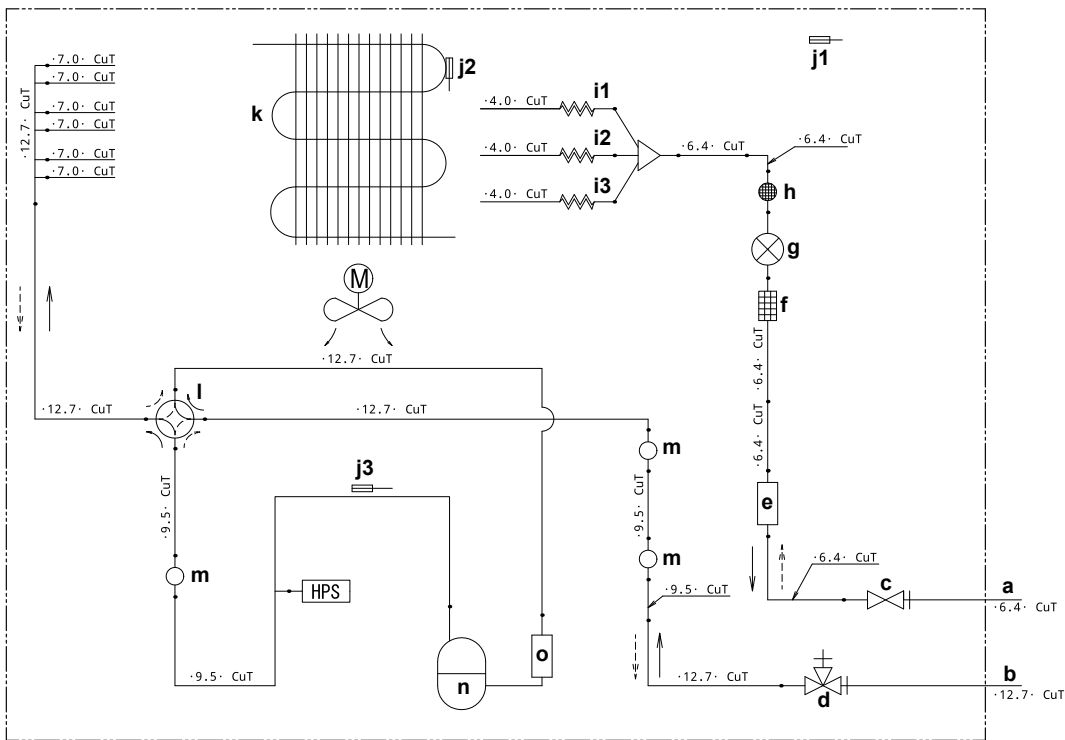 ·7.0· CuT
·7.0· CuT
·7.0· CuT
·7.0· CuT
·7.0· CuT
·7.0· CuT
·12.7· CuT
k
j2
j1
·4.0· CuT
i1
·4.0· CuT
i2
·4.0· CuT
i3
·6.4· CuT
·6.4· CuT
h
g
f
M
·12.7· CuT
·6.4· CuT
·12.7· CuT
l
·12.7· CuT
·6.4· CuT
m
j3
·9.5· CuT
·9.5· CuT
e
m
m
HPS
·6.4· CuT
c
a
·6.4· CuT
·9.5· CuT
o
·9.5· CuT
n
·12.7· CuT
d
b
·12.7· CuT